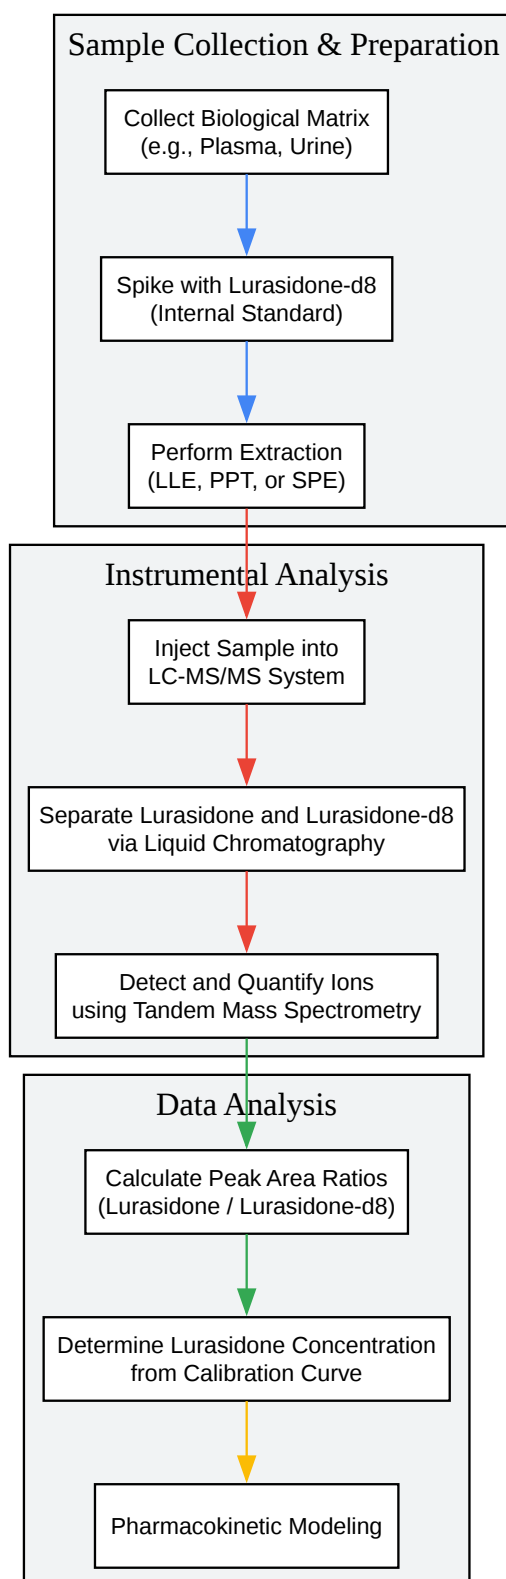 Sample Collection & Preparation
Collect Biological Matrix
(e.g., Plasma, Urine)
Spike with Lurasidone-d8
(Internal Standard)
Perform Extraction
(LLE, PPT, or SPE)
Instrumental Analysis
Inject Sample into
LC-MS/MS System
Separate Lurasidone and Lurasidone-d8
via Liquid Chromatography
Detect and Quantify Ions
using Tandem Mass Spectrometry
Data Analysis
Calculate Peak Area Ratios
(Lurasidone / Lurasidone-d8)
Determine Lurasidone Concentration
from Calibration Curve
Pharmacokinetic Modeling